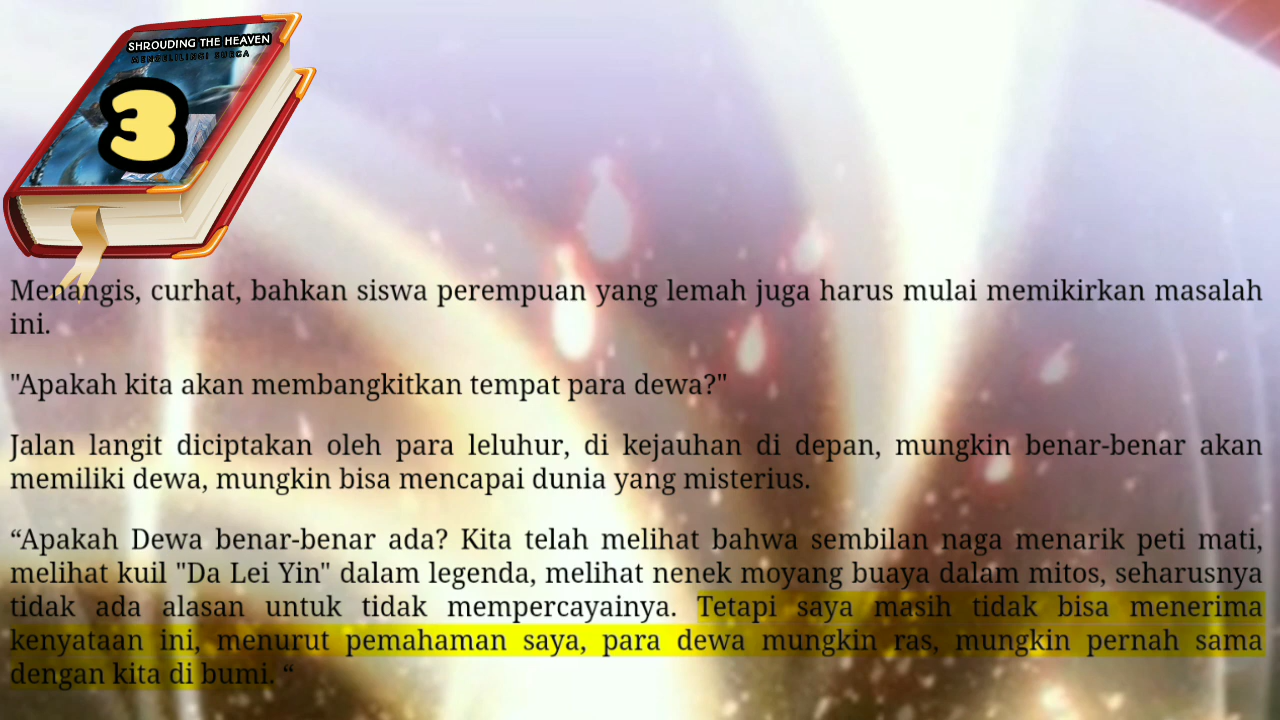 SHROUDING THE HEAVEN
MENGELILINGI SURGA
3
Menangis, curhat, bahkan siswa perempuan yang lemah juga harus mulai memikirkan masalah
ini.
"Apakah kita akan membangkitkan tempat para dewa?"
Jalan langit diciptakan oleh para leluhur, di kejauhan di depan, mungkin benar-benar akan
memiliki dewa, mungkin bisa mencapai dunia yang misterius.
“Apakah Dewa benar-benar ada? Kita telah melihat bahwa sembilan naga menarik peti mati,
melihat kuil "Da Lei Yin" dalam legenda, melihat nenek moyang buaya dalam mitos, seharusnya
tidak ada alasan untuk tidak mempercayainya. Tetapi saya masih tidak bisa menerima
kenyataan ini, menurut pemahaman saya, para dewa mungkin ras, mungkin pernah sama
dengan kita di bumi. “